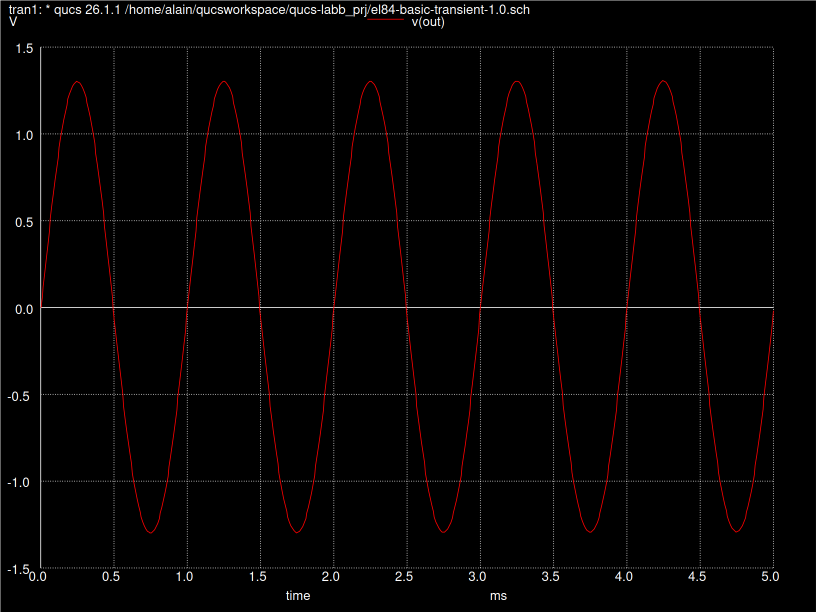 tran1: * qucs 26.1.1 /home/alain/qucsworkspace/qucs-labb_prj/el84-basic-transient-1.0.sch
V
v(out)
1.5
1.0
0.5
0.0
-0.5
-1.0
-1.5
0.0 0.5 1.0 1.5 2.0 2.5 3.0 3.5 4.0 4.5 5.0
time ms